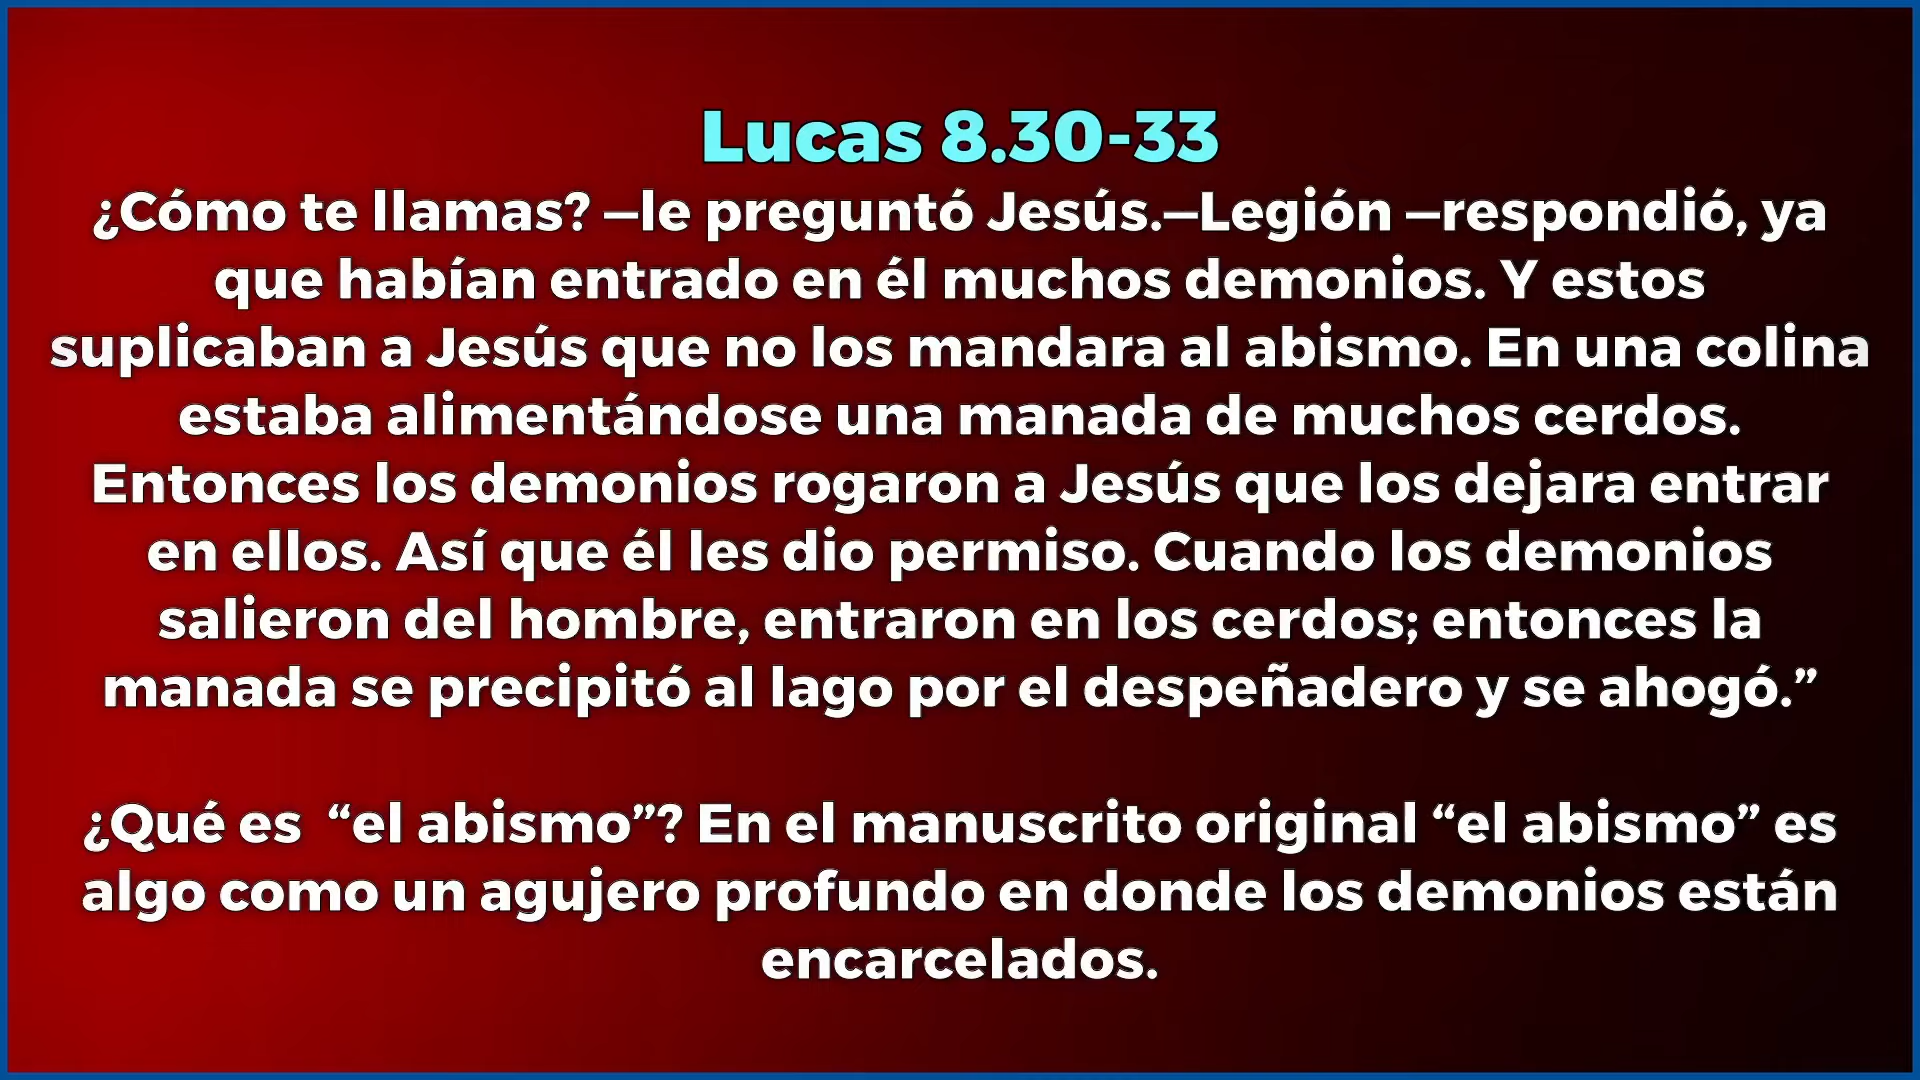 Lucas 8.30-33
¿Cómo te llamas? —le preguntó Jesús.—Legión —respondió, ya
que habían entrado en él muchos demonios. Y estos
suplicaban a Jesús que no los mandara al abismo. En una colina
estaba alimentándose una manada de muchos cerdos.
Entonces los demonios rogaron a Jesús que los dejara entrar
en ellos. Así que él les dio permiso. Cuando los demonios
salieron del hombre, entraron en los cerdos; entonces la
manada se precipitó al lago por el despeñadero y se ahogó.”
¿Qué es “el abismo”? En el manuscrito original “el abismo” es
algo como un agujero profundo en donde los demonios están
encarcelados.